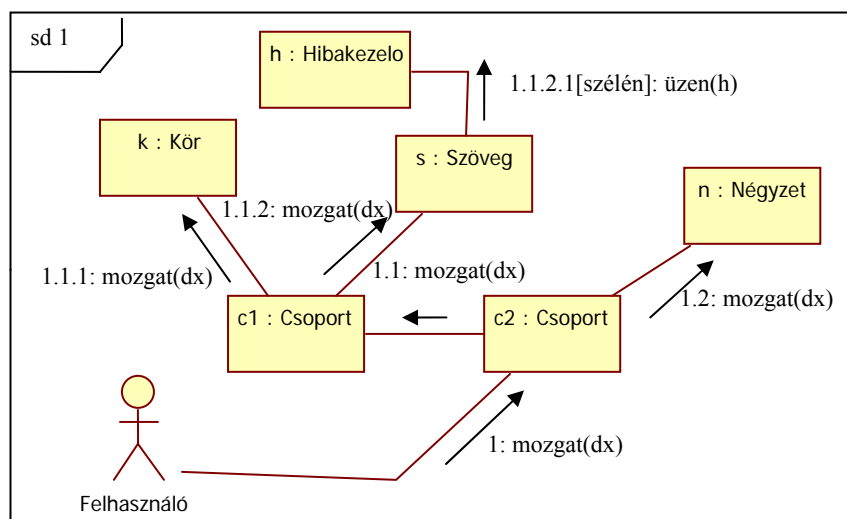 sd 1
h : Hibakezelo
1.1.2.1[szélén]: üzen(h)
k : Kör
s : Szöveg
n : Négyzet
1.1.2: mozgat(dx)
1.1.1: mozgat(dx)
1.1: mozgat(dx)
1.2: mozgat(dx)
c1 : Csoport
c2 : Csoport
1: mozgat(dx)
Felhasználó